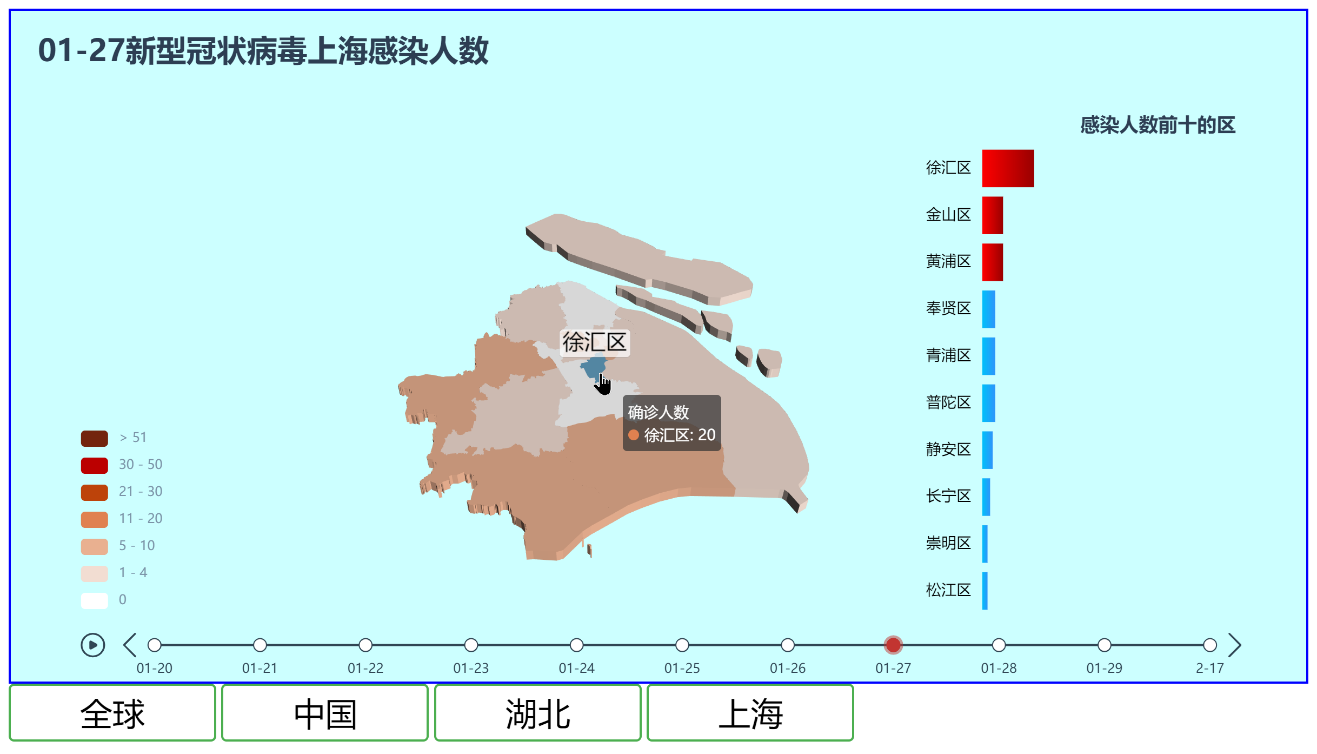 01-27新型冠状病毒上海感染人数
感染人数前十的区
徐汇区
金山区
黄浦区
奉贤区
青浦区
普陀区
静安区
长宁区
崇明区
松江区
徐汇区
确诊人数
徐汇区: 20
> 51
30 - 50
21 - 30
11 - 20
5 - 10
1 - 4
0
01-20 01-21 01-22 01-23 01-24 01-25 01-26 01-27 01-28 01-29 2-17
全球 中国 湖北 上海